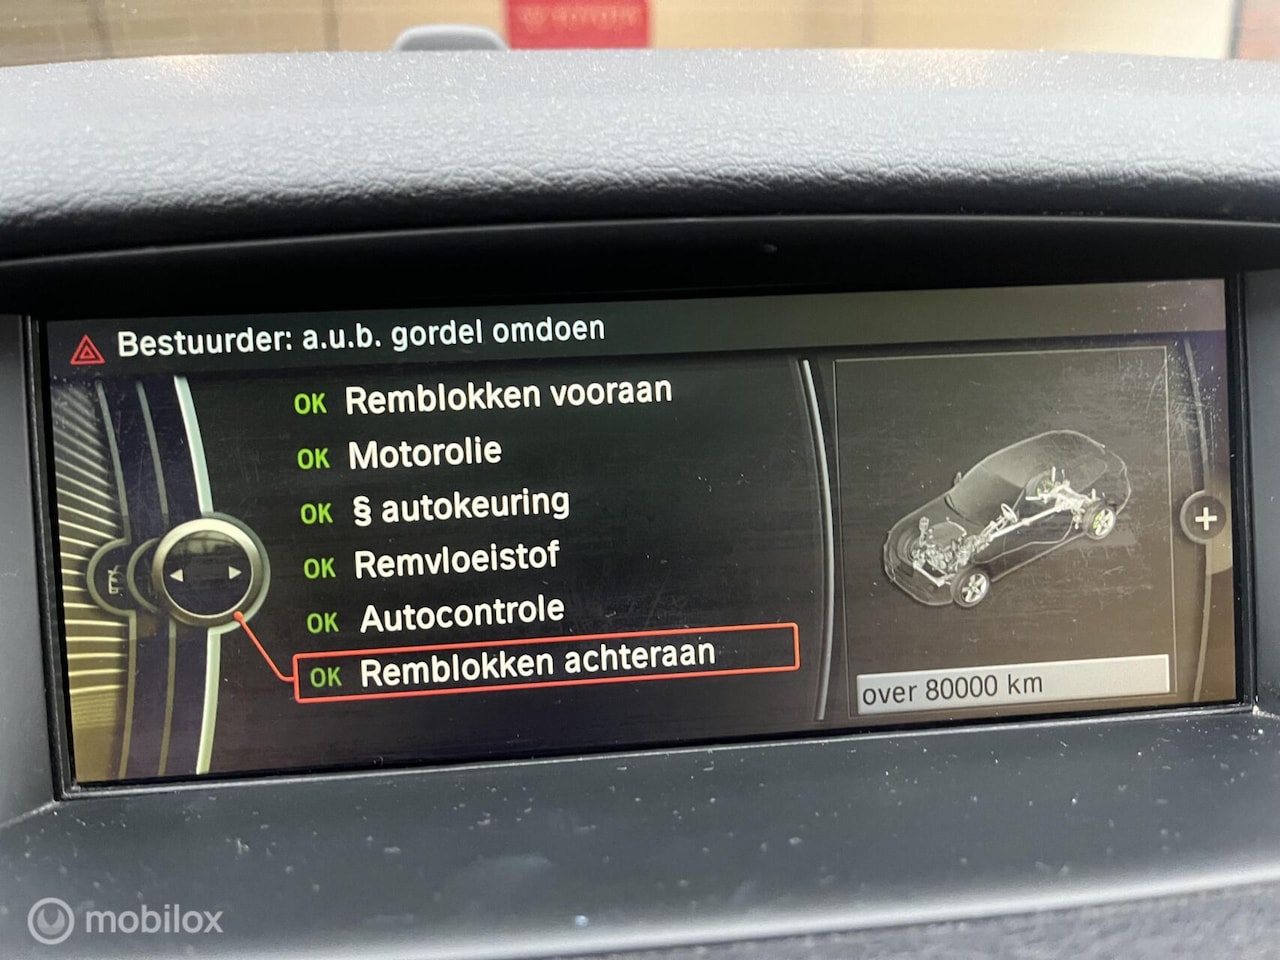 TOYOTA
Bestuurder: a.u.b. gordel omdoen
OK Remblokken vooraan
OK Motorolie
OK § autokeuring
OK Remvloeistof
OK Autocontrole
OK Remblokken achteraan
over 80000 km
mobilox